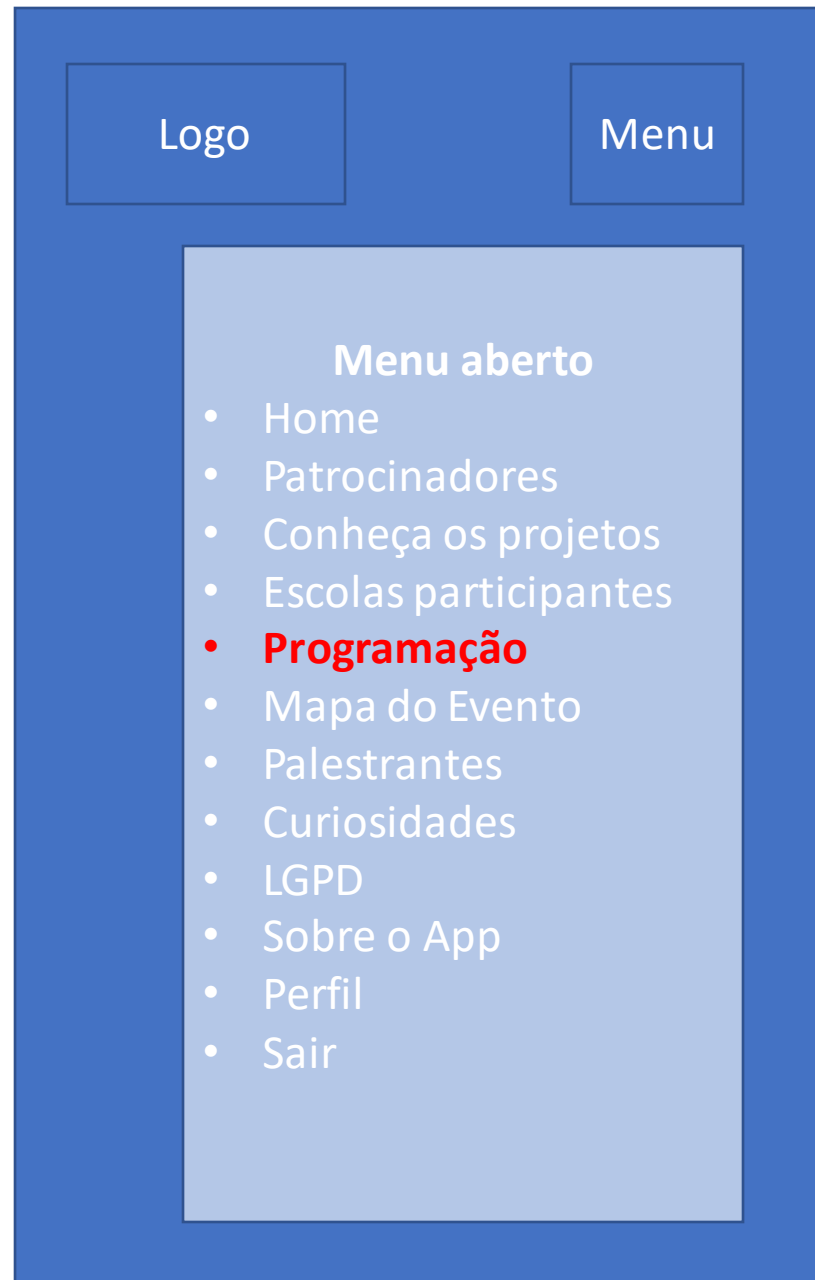 Logo
Menu
Menu aberto
• Home
• Patrocinadores
• Conheça os projetos
• Escolas participantes
• Programação
• Mapa do Evento
• Palestrantes
• Curiosidades
• LGPD
• Sobre o App
• Perfil
• Sair